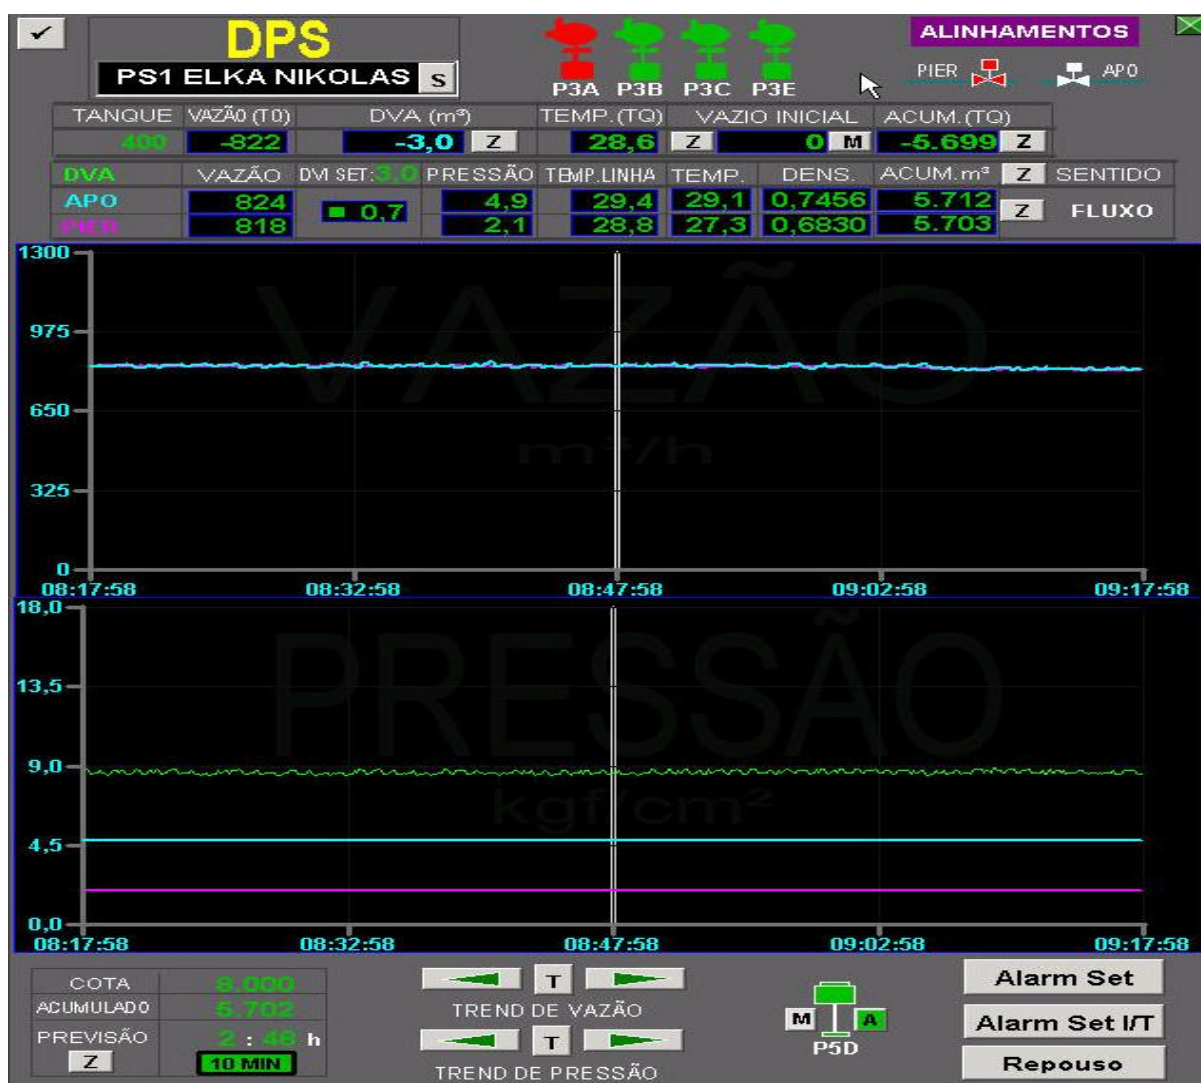 DPS
ALINHAMENTOS
PS1 ELKA NIKOLAS S
P3A P3B P3C P3E
PIER APO
TANQUE VAZÃO (T0) DVA (m³) TEMP.(TQ) VAZIO INICIAL ACUM.(TQ)
400 -822 -3,0 Z 28,6 Z 0 M -5.699 Z
DVA VAZÃO DVI SET:3,0 PRESSÃO TEMP.LINHA TEMP. DENS. ACUM.m³ Z SENTIDO
APO 824 0,7 4,9 29,4 29,1 0,7456 5.712 Z FLUXO
PIER 818 2,1 28,8 27,3 0,6830 5.703
VAZÃO
m³/h
1300
975
650
325
0
08:17:58 08:32:58 08:47:58 09:02:58 09:17:58
PRESSÃO
kgf/cm²
18,0
13,5
9,0
4,5
0,0
08:17:58 08:32:58 08:47:58 09:02:58 09:17:58
COTA 8.000
ACUMULADO 5.702
PREVISÃO 2 : 48 h
Z 10 MIN
T
TREND DE VAZÃO
T
TREND DE PRESSÃO
M A
P5D
Alarm Set
Alarm Set I/T
Repouso